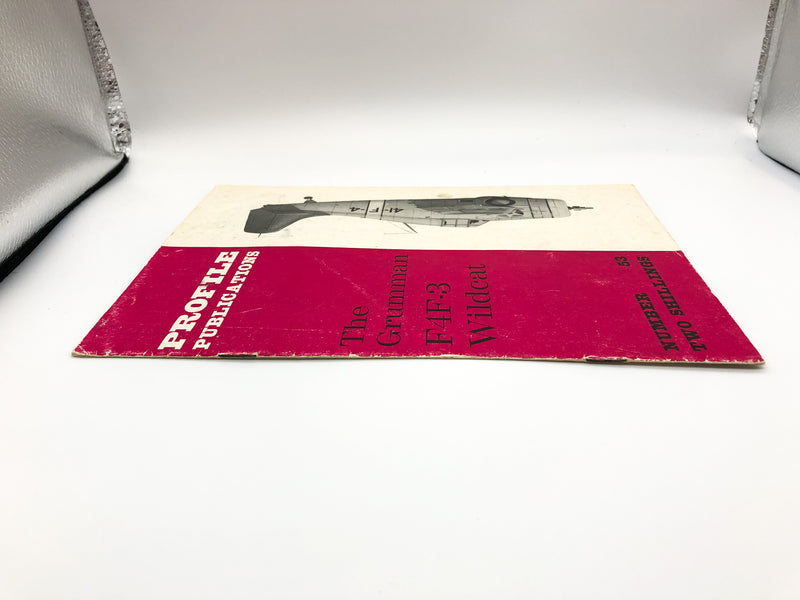 PROFILE
PUBLICATIONS
The
Grumman
F4F-3
Wildcat
NUMBER 53
TWO SHILLINGS